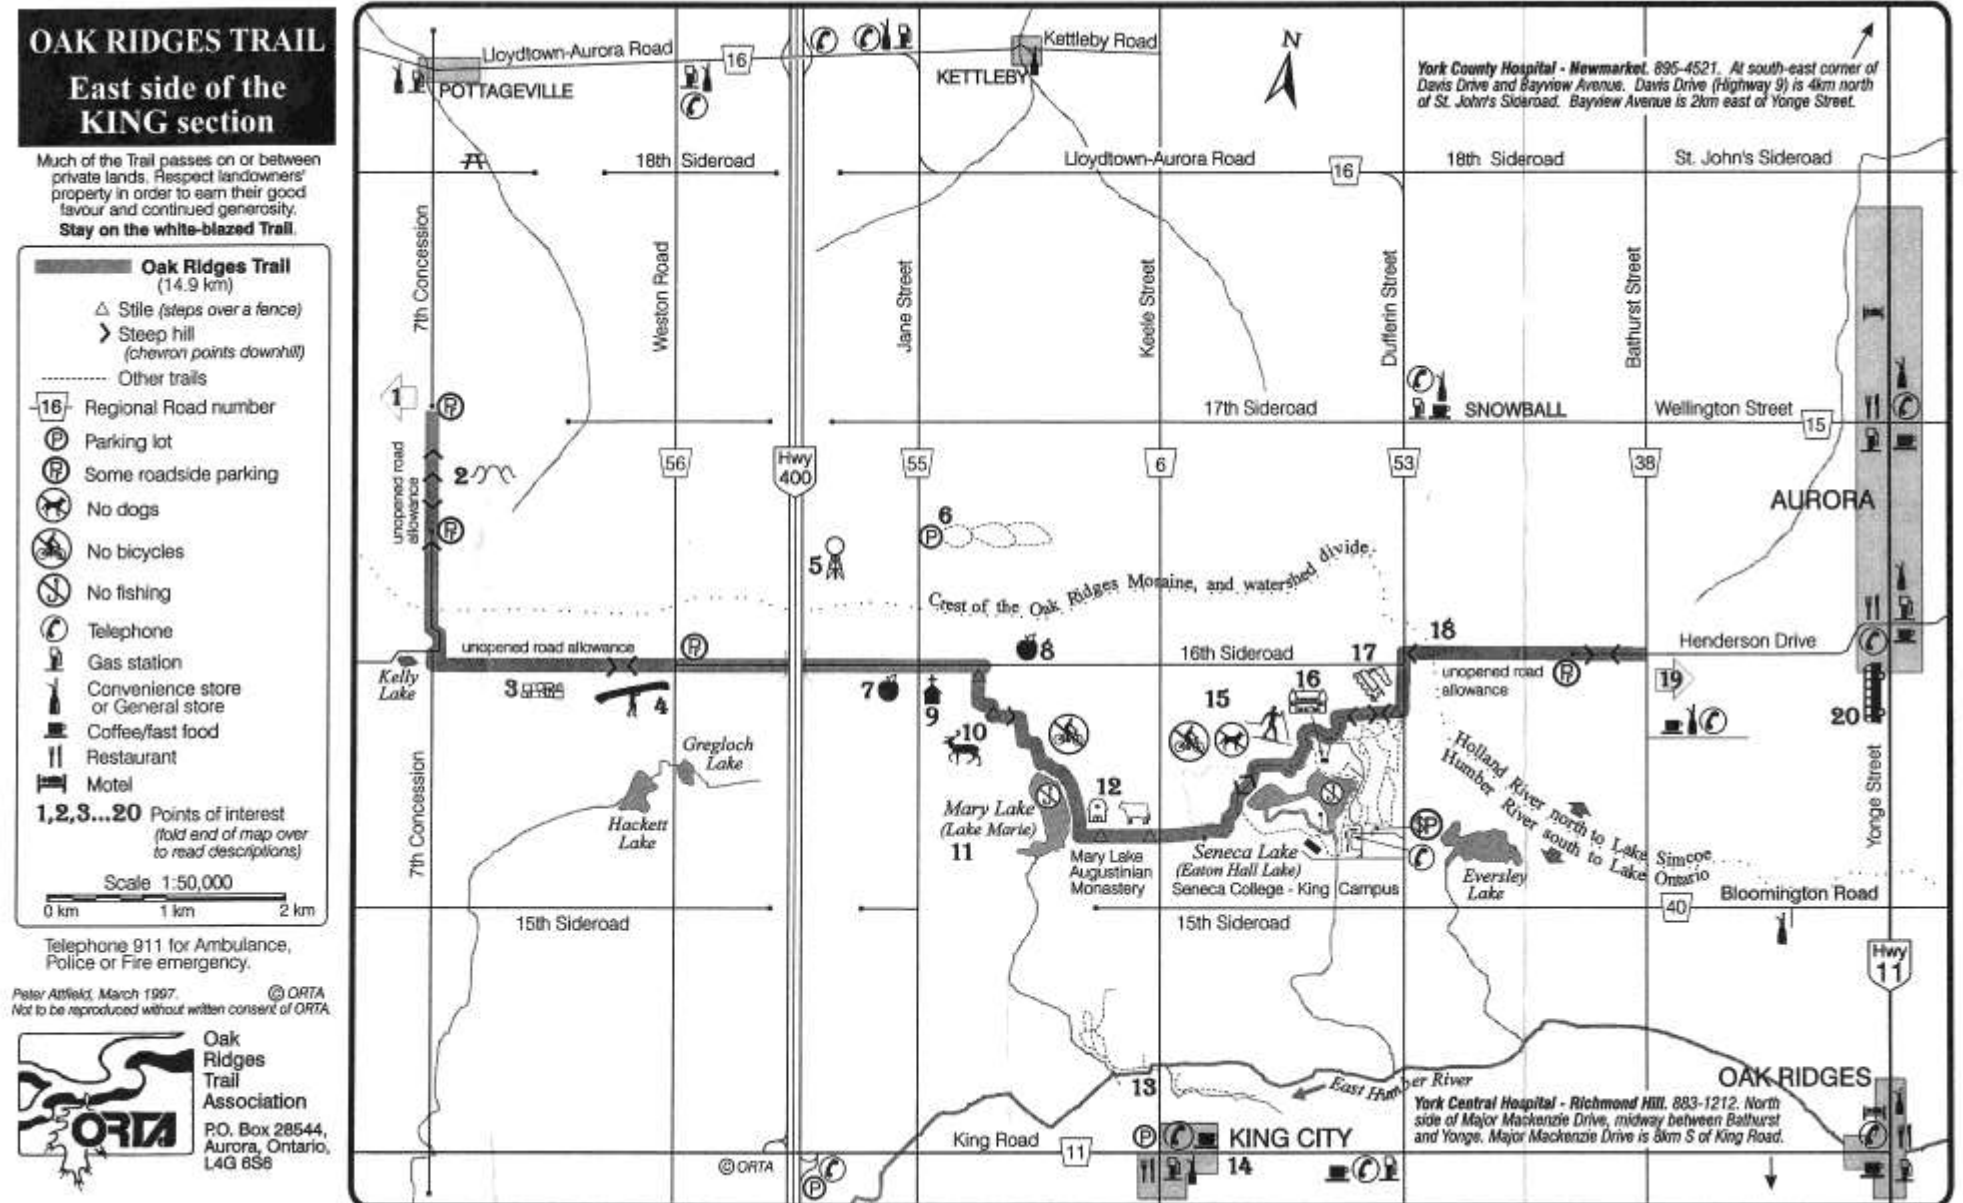 OAK RIDGES TRAIL
East side of the
KING section
Much of the Trail passes on or between
private lands. Respect landowners'
property in order to earn their good
favour and continued generosity.
Stay on the white-blazed Trail.
Oak Ridges Trail
(14.9 km)
Stile (steps over a fence)
Steep hill
(chevron points downhill)
Other trails
16 Regional Road number
P Parking lot
Some roadside parking
No dogs
No bicycles
No fishing
Telephone
Gas station
Convenience store
or General store
Coffee/fast food
Restaurant
Motel
1,2,3...20 Points of interest
(fold end of map over
to read descriptions)
Scale 1:50,000
0 km 1 km 2 km
Telephone 911 for Ambulance,
Police or Fire emergency.
Peter Attfield, March 1997. © ORTA
Not to be reproduced without written consent of ORTA
ORTA
Oak
Ridges
Trail
Association
P.O. Box 28544,
Aurora, Ontario,
L4G 6S6
Lloydtown-Aurora Road
16
POTTAGEVILLE
Kettleby Road
KETTLEBY
N
York County Hospital - Newmarket. 895-4521. At south-east corner of
Davis Drive and Bayview Avenue. Davis Drive (Highway 9) is 4km north
of St. John's Sideroad. Bayview Avenue is 2km east of Yonge Street.
18th Sideroad
Lloydtown-Aurora Road
16
18th Sideroad
St. John's Sideroad
7th Concession
Weston Road
Jane Street
Keele Street
Dufferin Street
Bathurst Street
1
17th Sideroad
SNOWBALL
Wellington Street
15
unopened road
allowance
2
56
Hwy
400
55
6
53
38
AURORA
5
6
P
Crest of the Oak Ridges Moraine, and watershed divide.
unopened road allowance
Kelly
Lake
3
4
7
8
9
10
16th Sideroad
17
18
Henderson Drive
unopened road
allowance
19
20
15
16
Gregloch
Lake
Hackett
Lake
7th Concession
Mary Lake
(Lake Marie)
11
12
Mary Lake
Augustinian
Monastery
Seneca Lake
(Eaton Hall Lake)
Seneca College - King Campus
$P
Eversley
Lake
Holland River north to Lake Simcoe
Humber River south to Lake Ontario
Yonge Street
Bloomington Road
40
15th Sideroad
15th Sideroad
Hwy
11
13
East Humber River
OAK RIDGES
York Central Hospital - Richmond Hill. 883-1212. North
side of Major Mackenzie Drive, midway between Bathurst
and Yonge. Major Mackenzie Drive is 8km S of King Road.
King Road
11
P
KING CITY
14
© ORTA
P